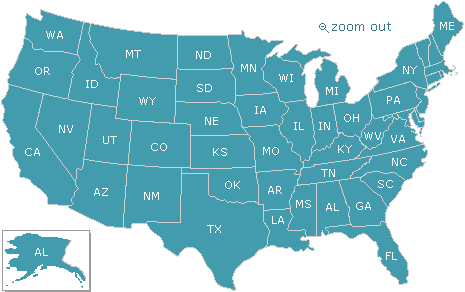 ME
WA
zoom out
MT
ND
OR
MN
ID
SD
WI
NY
MI
WY
IA
PA
NE
OH
NV
IL
IN
UT
CO
WV
VA
CA
KS
MO
KY
NC
TN
AZ
NM
OK
AR
SC
MS
AL
GA
LA
TX
AL
FL